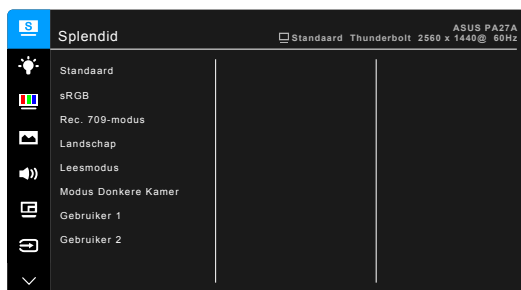 S
Splendid
ASUS PA27A
Standaard Thunderbolt 2560 x 1440@ 60Hz
Standaard
sRGB
Rec. 709-modus
Landschap
Leesmodus
Modus Donkere Kamer
Gebruiker 1
Gebruiker 2